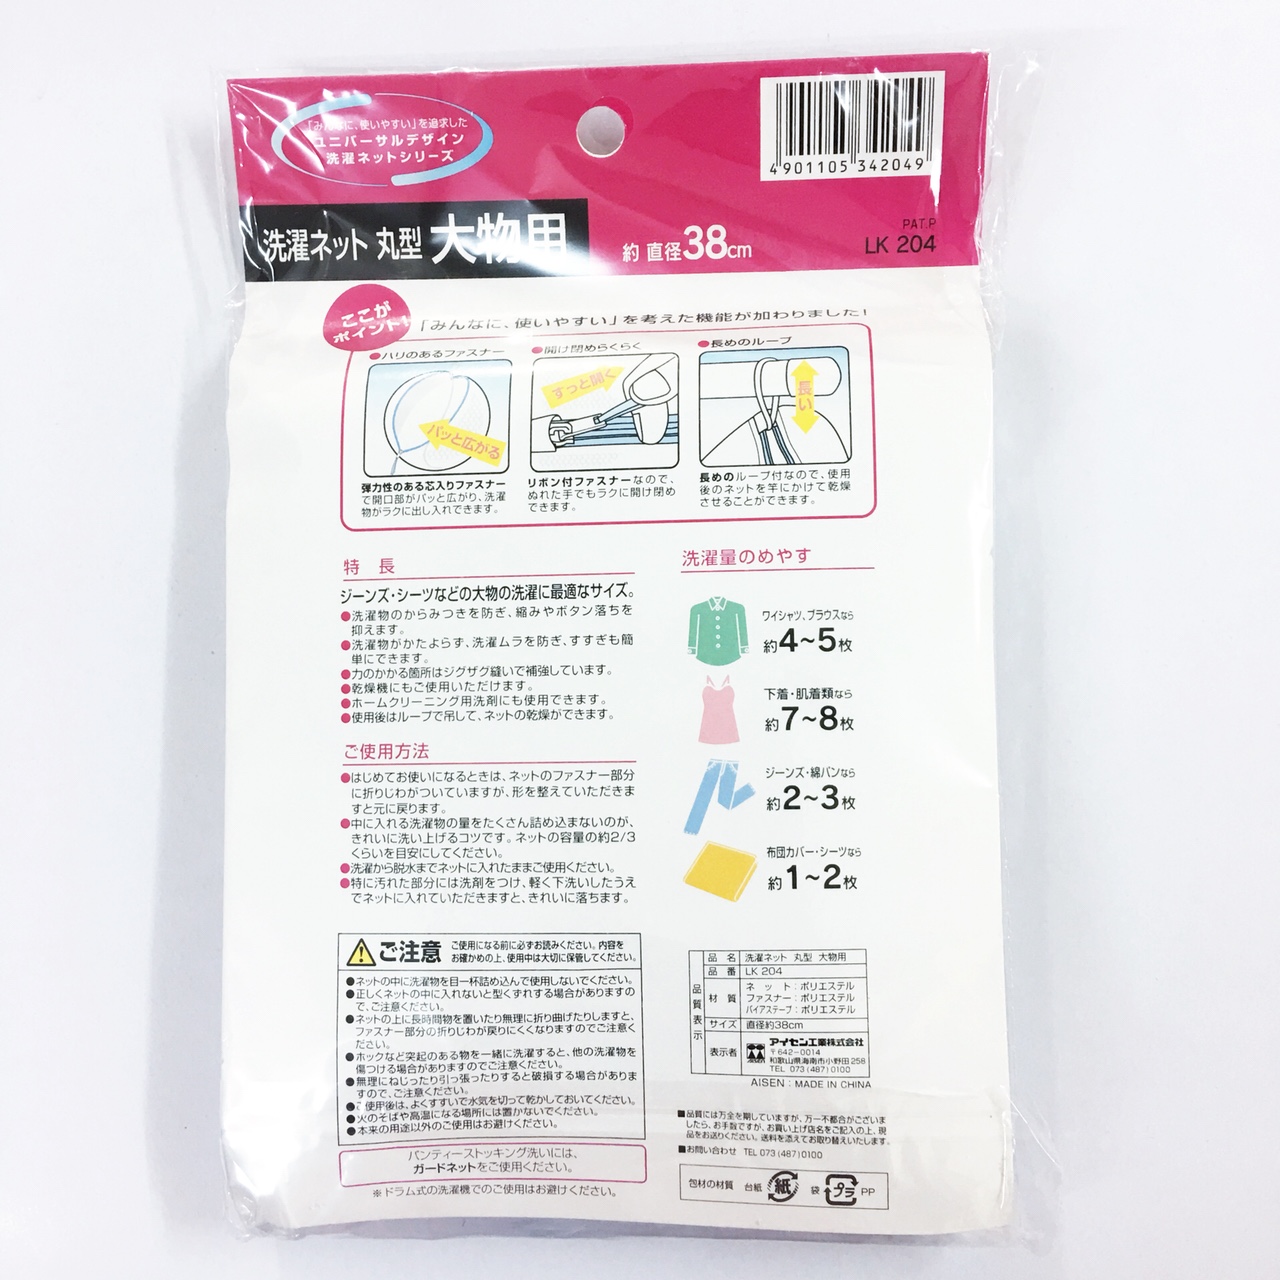 「みんなに、使いやすい」を追求した
ユニバーサルデザイン
洗濯ネットシリーズ
4901105 342049
PAT.P
LK 204
洗濯ネット 丸型 大物用
約 直径38cm
ここが
ポイント!
「みんなに、使いやすい」を考えた機能が加わりました!
●ハリのあるファスナー
パッと広がる
弾力性のある芯入りファスナー
で開口部がパッと広がり、洗濯
物がラクに出し入れできます。
●開け閉めらくらく
すっと開く
リボン付ファスナーなので、
ぬれた手でもラクに開け閉め
できます。
●長めのループ
長い
長めのループ付なので、使用
後のネットを竿にかけて乾燥
させることができます。
特 長
ジーンズ・シーツなどの大物の洗濯に最適なサイズ。
●洗濯物のからみつきを防ぎ、縮みやボタン落ちを
抑えます。
●洗濯物がかたよらず、洗濯ムラを防ぎ、すすぎも簡
単にできます。
●力のかかる箇所はジグザグ縫いで補強しています。
●乾燥機にもご使用いただけます。
●ホームクリーニング用洗剤にも使用できます。
●使用後はループで吊して、ネットの乾燥ができます。
ご使用方法
●はじめてお使いになるときは、ネットのファスナー部分
に折りじわがついていますが、形を整えていただきま
すと元に戻ります。
●中に入れる洗濯物の量をたくさん詰め込まないのが、
きれいに洗い上げるコツです。ネットの容量の約2/3
くらいを目安にしてください。
●洗濯から脱水までネットに入れたままご使用ください。
●特に汚れた部分には洗剤をつけ、軽く下洗いしたうえ
でネットに入れていただきますと、きれいに落ちます。
洗濯量のめやす
ワイシャツ、ブラウスなら
約4~5枚
下着・肌着類なら
約7~8枚
ジーンズ・綿パンなら
約2~3枚
布団カバー・シーツなら
約1~2枚
ご注意
ご使用になる前に必ずお読みください。内容を
お確かめの上、使用中は大切に保管してください。
●ネットの中に洗濯物を目一杯詰め込んで使用しないでください。
●正しくネットの中に入れないと型くずれする場合がありますの
で、ご注意ください。
●ネットの上に長時間物を置いたり無理に折り曲げたりしますと、
ファスナー部分の折りじわが戻りにくくなりますのでご注意く
ださい。
●ホックなど突起のある物を一緒に洗濯すると、他の洗濯物を
傷つける場合がありますのでご注意ください。
●無理にねじったり引っ張ったりすると破損する場合がありま
すので、ご注意ください。
●ご使用後は、よくすすいで水気を切って乾かしておいてください。
●火のそばや高温になる場所には置かないでください。
●本来の用途以外のご使用はお避けください。
パンティーストッキング洗いには、
ガードネットをご使用ください。
※ドラム式の洗濯機でのご使用はお避けください。
品質表示
品 名 洗濯ネット 丸型 大物用
品 番 LK 204
材 質 ネット:ポリエステル
ファスナー:ポリエステル
バイアステープ:ポリエステル
サイズ 直径約38cm
表示者 AISEN アイセン工業株式会社
〒642-0014
和歌山県海南市小野田258
TEL 073(487)0100
AISEN : MADE IN CHINA
■品質には万全を期していますが、万一不都合がございま
したら、お手数ですが、お買い上げ店名をご記入の上、現
品をお送りください。送料を添えてお取り替えいたします。
■お問い合わせ TEL 073(487)0100
包材の材質 台紙 紙 袋 プラ PP